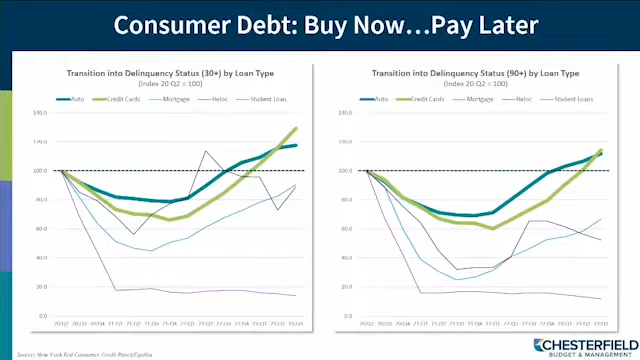 Consumer Debt: Buy Now...Pay Later
Transition into Delinquency Status (30+) by Loan Type
(Index 20:Q2 = 100)
Auto Credit Cards Mortgage Heloc Student Loans
140.0
120.0
100.0
80.0
60.0
40.0
20.0
0.0
Transition into Delinquency Status (90+) by Loan Type
(Index 20:Q2 = 100)
Auto Credit Cards Mortgage Heloc Student Loans
140.0
120.0
100.0
80.0
60.0
40.0
20.0
0.0
Source: New York Fed Consumer Credit Panel/Equifax
CHESTERFIELD
BUDGET & MANAGEMENT